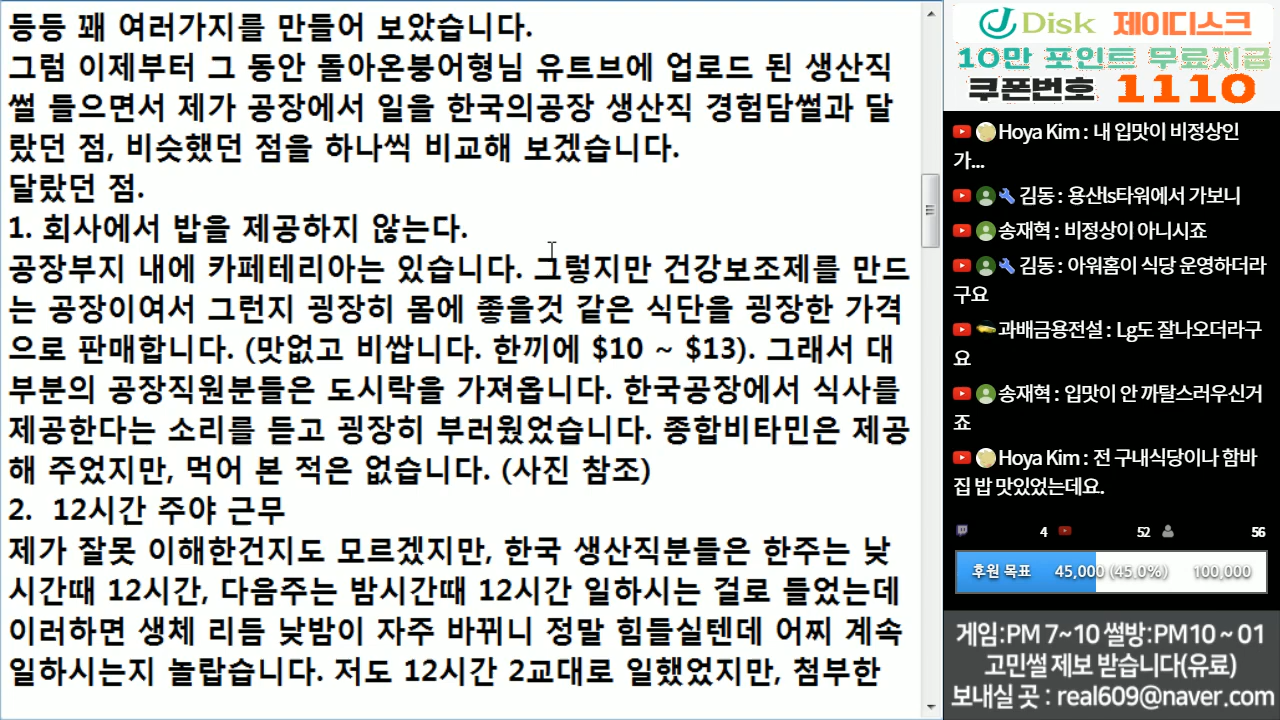 등등 꽤 여러가지를 만들어 보았습니다.
그럼 이제부터 그 동안 돌아온붕어형님 유트브에 업로드 된 생산직
썰 들으면서 제가 공장에서 일을 한국의공장 생산직 경험담썰과 달
랐던 점, 비슷했던 점을 하나씩 비교해 보겠습니다.
달랐던 점.
1. 회사에서 밥을 제공하지 않는다.
공장부지 내에 카페테리아는 있습니다. 그렇지만 건강보조제를 만드
는 공장이여서 그런지 굉장히 몸에 좋을것 같은 식단을 굉장한 가격
으로 판매합니다. (맛없고 비쌉니다. 한끼에 $10 ~ $13). 그래서 대
부분의 공장직원분들은 도시락을 가져옵니다. 한국공장에서 식사를
제공한다는 소리를 듣고 굉장히 부러웠었습니다. 종합비타민은 제공
해 주었지만, 먹어 본 적은 없습니다. (사진 참조)
2. 12시간 주야 근무
제가 잘못 이해한건지도 모르겠지만, 한국 생산직분들은 한주는 낮
시간때 12시간, 다음주는 밤시간때 12시간 일하시는 걸로 들었는데
이러하면 생체 리듬 낮밤이 자주 바뀌니 정말 힘들실텐데 어찌 계속
일하시는지 놀랍습니다. 저도 12시간 2교대로 일했었지만, 첨부한
J Disk 제이디스크
10만 포인트 무료지급
쿠폰번호 1110
Hoya Kim : 내 입맛이 비정상인
가...
김동 : 용산ls타워에서 가보니
송재혁 : 비정상이 아니시죠
김동 : 아워홈이 식당 운영하더라
구요
과배금융전설 : Lg도 잘나오더라구
요
송재혁 : 입맛이 안 까탈스러우신거
죠
Hoya Kim : 전 구내식당이나 함바
집 밥 맛있었는데요.
4 52 56
후원 목표 45,000 (45.0%) 100,000
게임:PM 7~10 썰방:PM10 ~ 01
고민썰 제보 받습니다(유료)
보내실 곳 : real609@naver.com